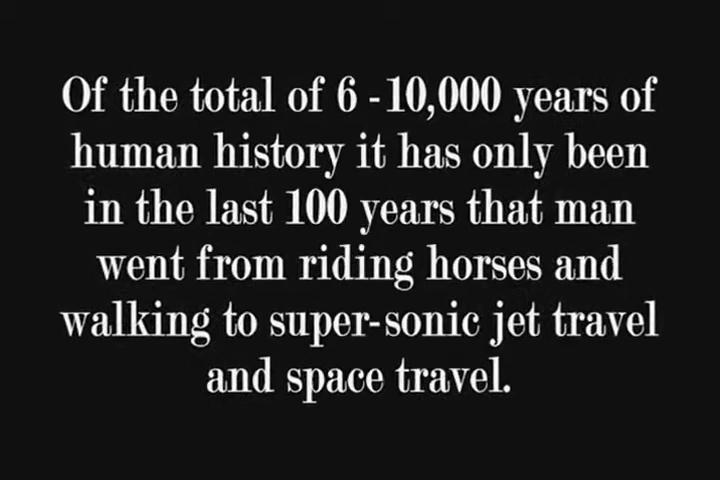 Of the total of 6 -10,000 years of
human history it has only been
in the last 100 years that man
went from riding horses and
walking to super-sonic jet travel
and space travel.